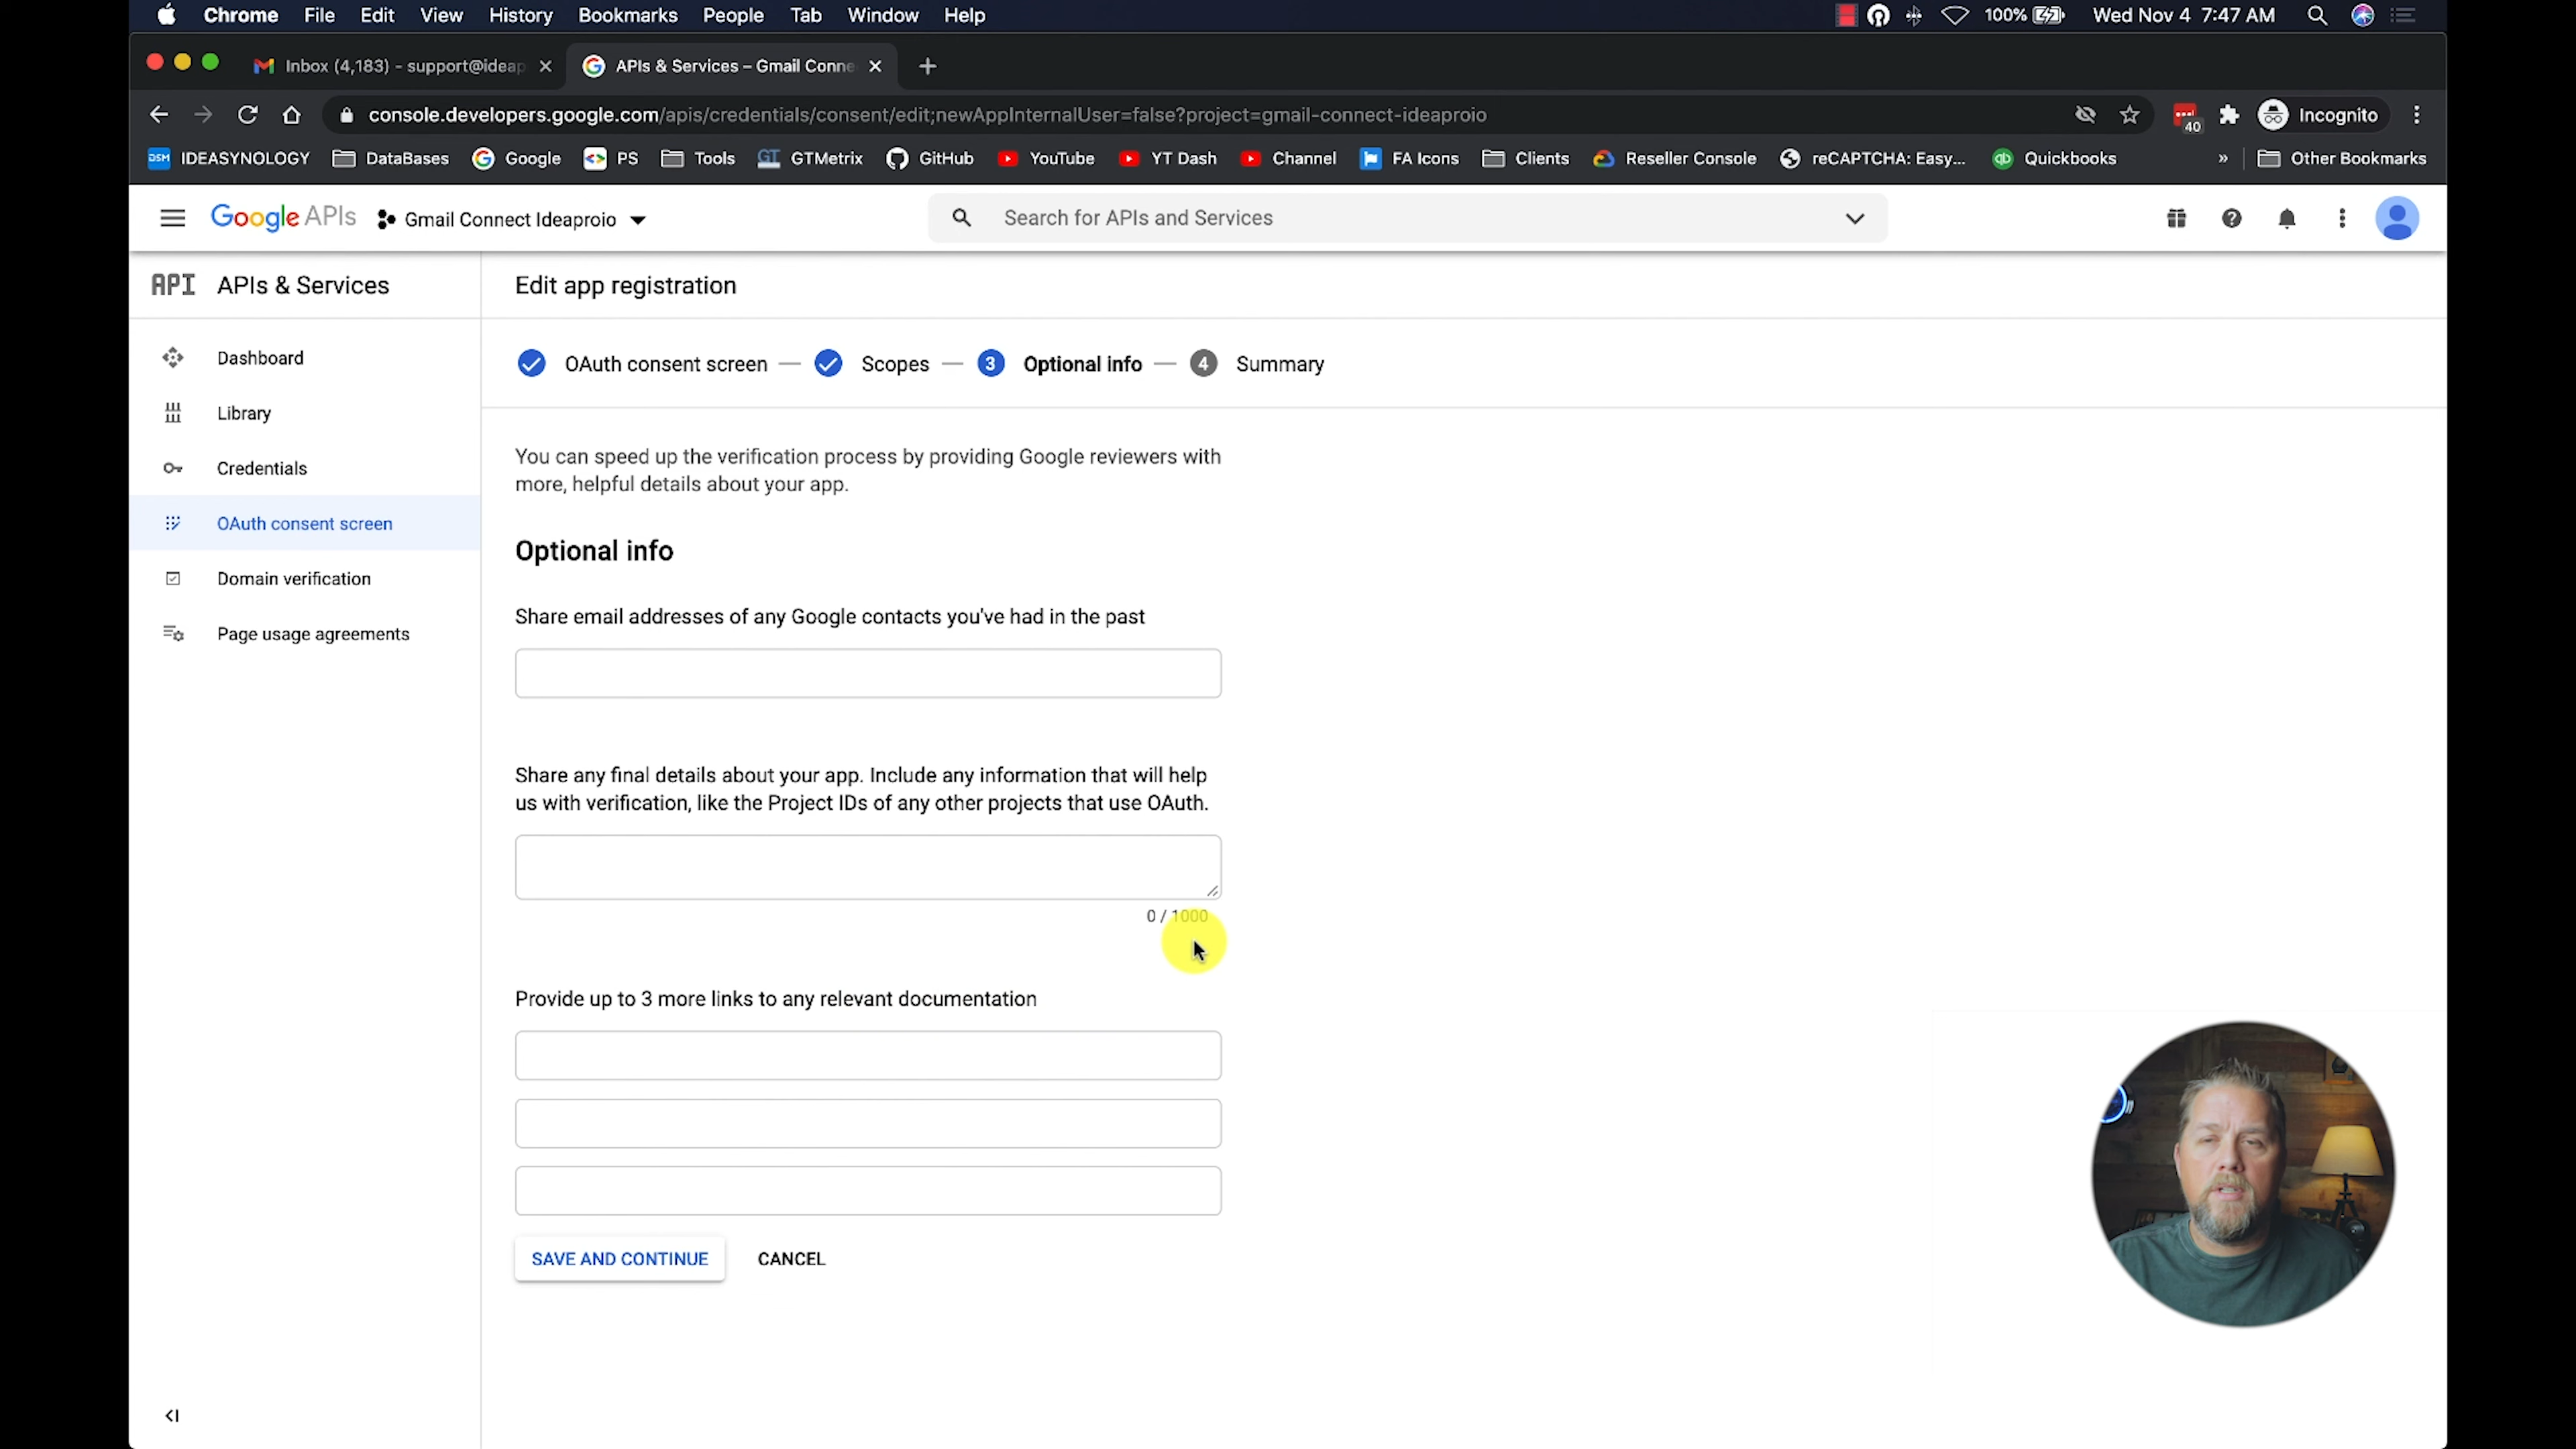 Chrome File Edit View History Bookmarks People Tab Window Help 100% Wed Nov 4 7:47 AM
Inbox (4,183) - support@ideap APIs & Services – Gmail Conne
console.developers.google.com/apis/credentials/consent/edit;newAppInternalUser=false?project=gmail-connect-ideaproio 40 Incognito
DSM IDEASYNOLOGY DataBases Google PS Tools GTMetrix GitHub YouTube YT Dash Channel FA Icons Clients Reseller Console reCAPTCHA: Easy... Quickbooks » Other Bookmarks
Google APIs Gmail Connect Ideaproio Search for APIs and Services
API APIs & Services
Edit app registration
Dashboard
Library
Credentials
OAuth consent screen
Domain verification
Page usage agreements
OAuth consent screen — Scopes — 3 Optional info — 4 Summary
You can speed up the verification process by providing Google reviewers with
more, helpful details about your app.
Optional info
Share email addresses of any Google contacts you've had in the past
Share any final details about your app. Include any information that will help
us with verification, like the Project IDs of any other projects that use OAuth.
0 / 1000
Provide up to 3 more links to any relevant documentation
SAVE AND CONTINUE CANCEL